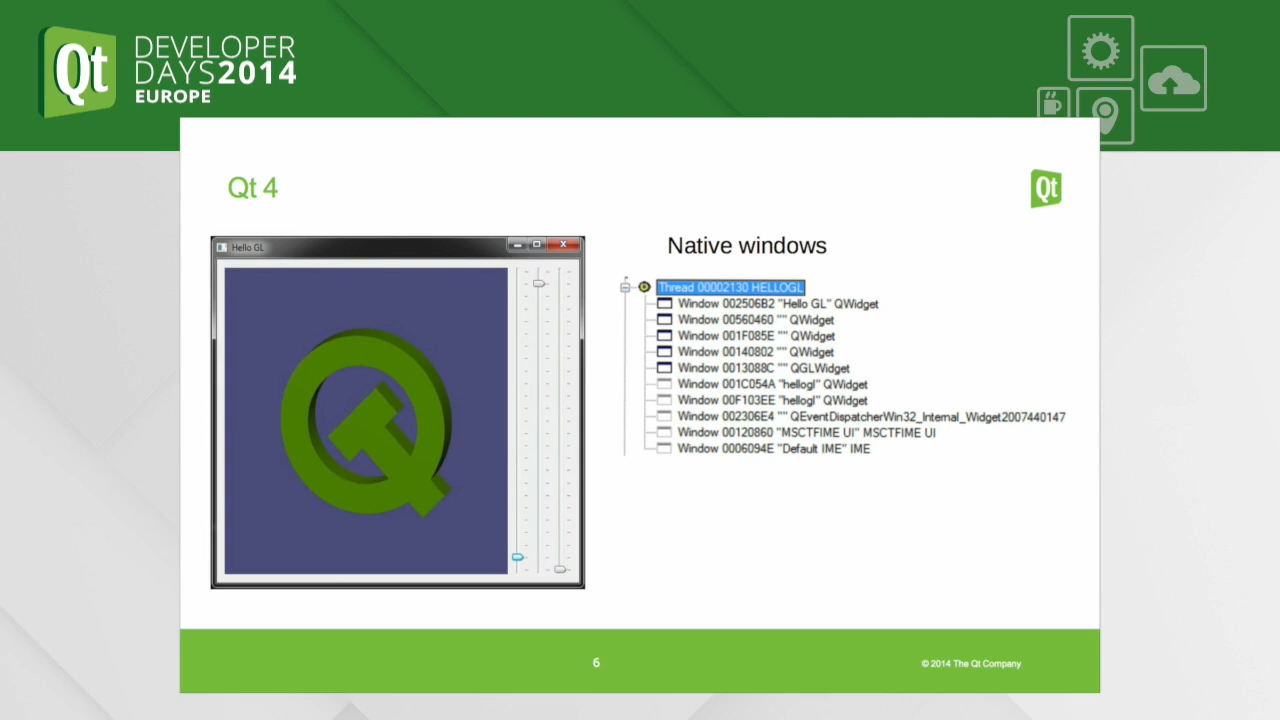 Qt
DEVELOPER
DAYS2014
EUROPE
Qt 4
Qt
Hello GL
Native windows
Thread 00002130 HELLOGL
Window 002506B2 "Hello GL" QWidget
Window 00560460 "" QWidget
Window 001F085E "" QWidget
Window 00140802 "" QWidget
Window 0013088C "" QGLWidget
Window 001C054A "hellogl" QWidget
Window 00F103EE "hellogl" QWidget
Window 002306E4 "" QEventDispatcherWin32_Internal_Widget2007440147
Window 00120860 "MSCTFIME UI" MSCTFIME UI
Window 0006094E "Default IME" IME
6
© 2014 The Qt Company